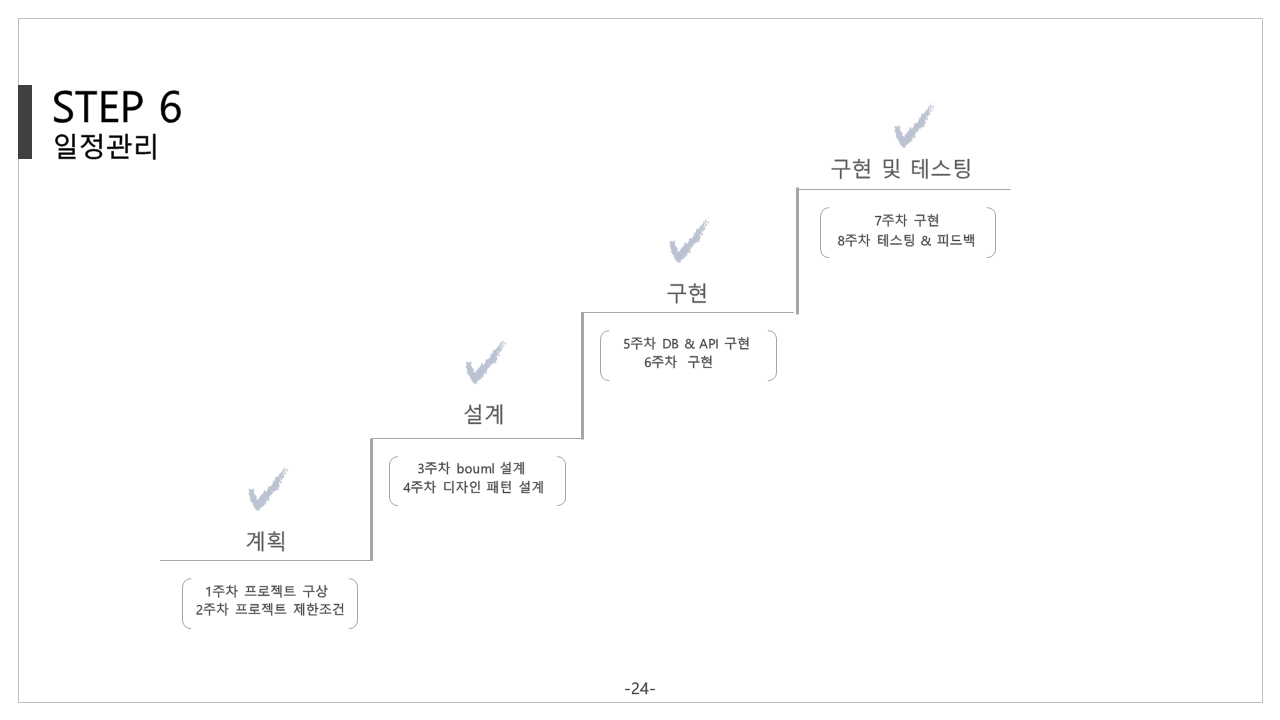 STEP 6
일정관리
구현 및 테스팅
7주차 구현
8주차 테스팅 & 피드백
구현
5주차 DB & API 구현
6주차 구현
설계
3주차 bouml 설계
4주차 디자인 패턴 설계
계획
1주차 프로젝트 구상
2주차 프로젝트 제한조건
-24-